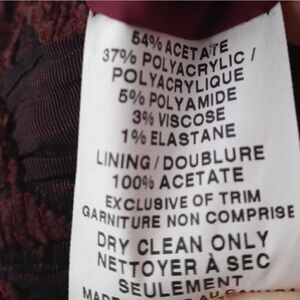 54% ACETATE
37% POLYACRYLIC /
POLYACRYLIQUE
5% POLYAMIDE
3% VISCOSE
1% ELASTANE
LINING / DOUBLURE
100% ACETATE
EXCLUSIVE OF TRIM
GARNITURE NON COMPRISE
DRY CLEAN ONLY
NETTOYER À SEC
SEULEMENT